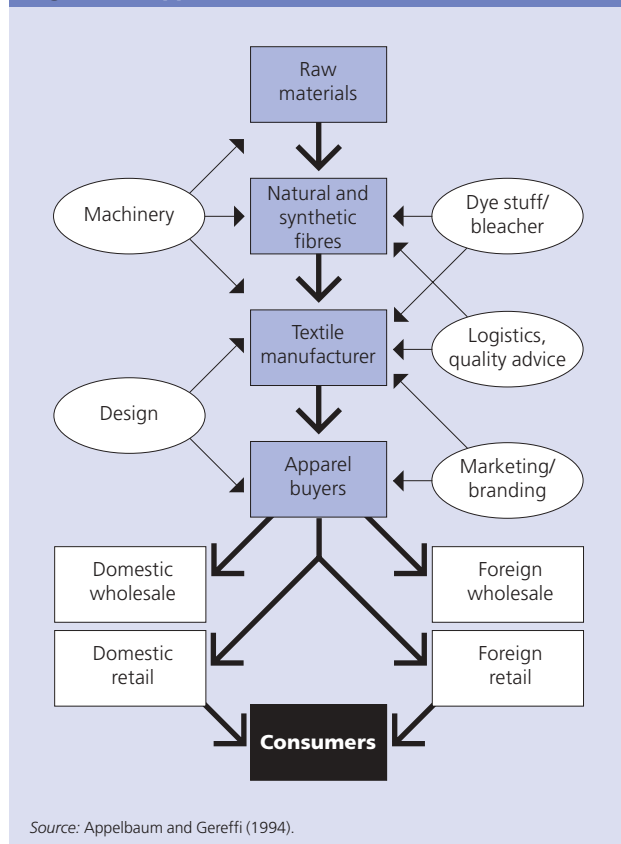 Raw
materials
Machinery
Natural and
synthetic
fibres
Dye stuff/
bleacher
Textile
manufacturer
Logistics,
quality advice
Design
Apparel
buyers
Marketing/
branding
Domestic
wholesale
Foreign
wholesale
Domestic
retail
Foreign
retail
Consumers
Source: Appelbaum and Gereffi (1994).